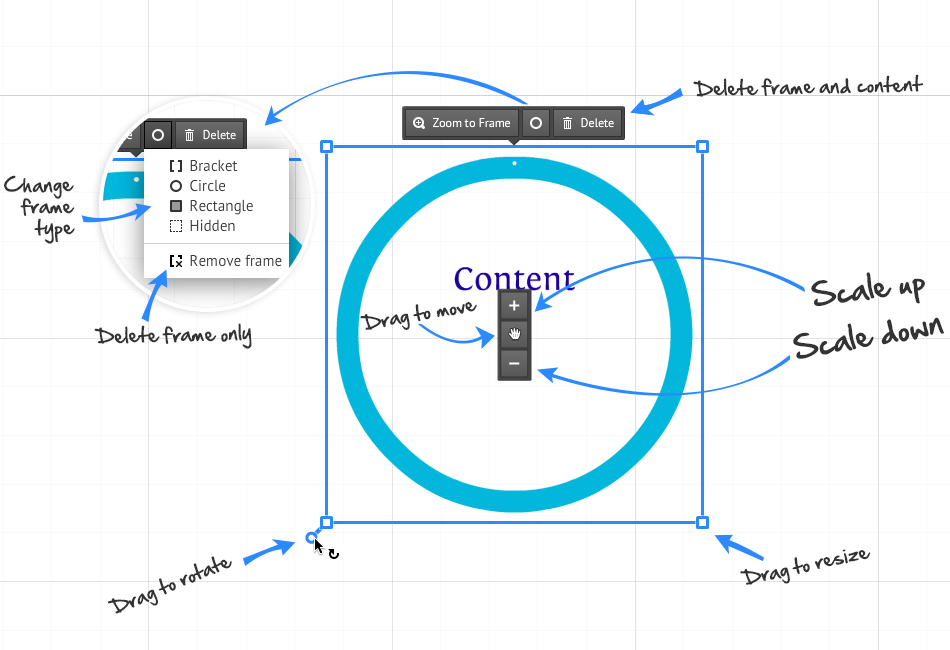 Delete frame and content
Zoom to Frame
Delete
e
Delete
Bracket
Circle
Rectangle
Hidden
Remove frame
Change
frame
type
Delete frame only
Content
Drag to move
+
−
Scale up
Scale down
Drag to rotate
Drag to resize